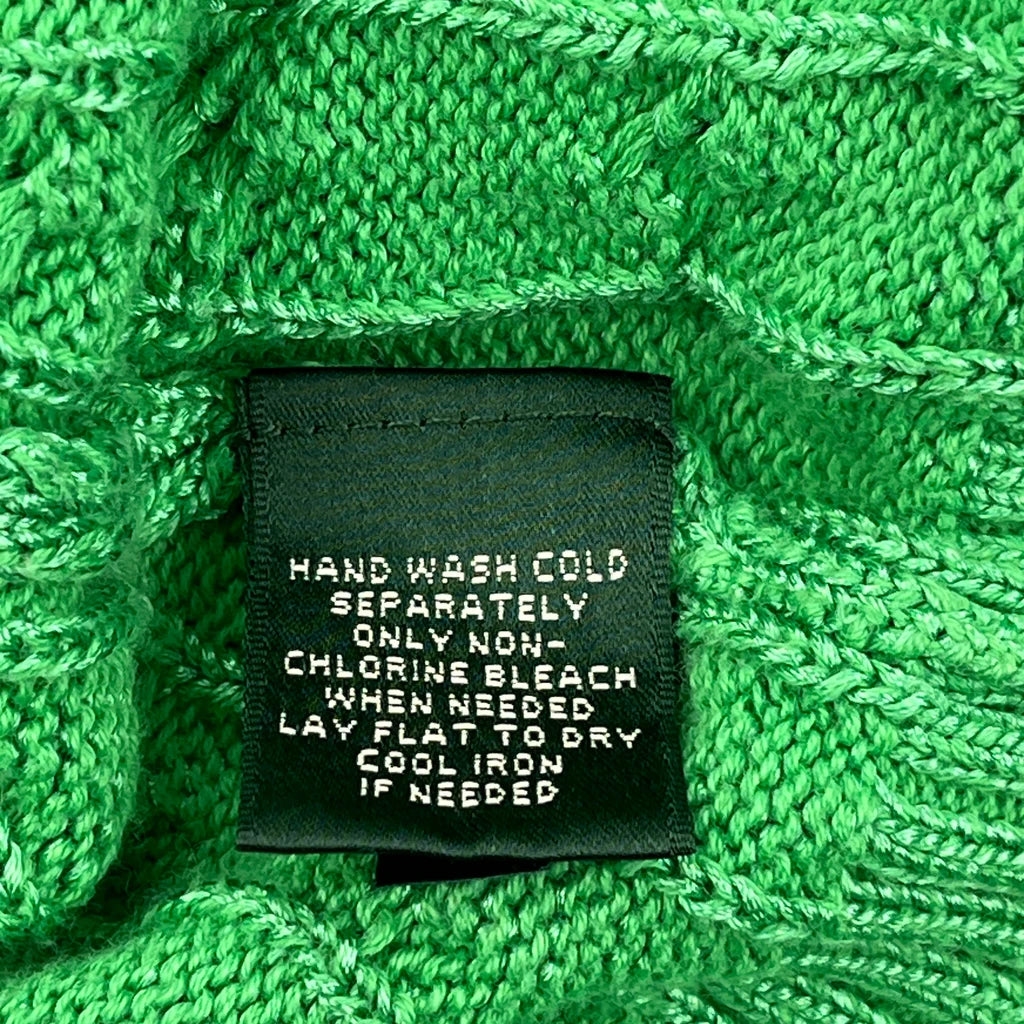 HAND WASH COLD
SEPARATELY
ONLY NON-
CHLORINE BLEACH
WHEN NEEDED
LAY FLAT TO DRY
COOL IRON
IF NEEDED